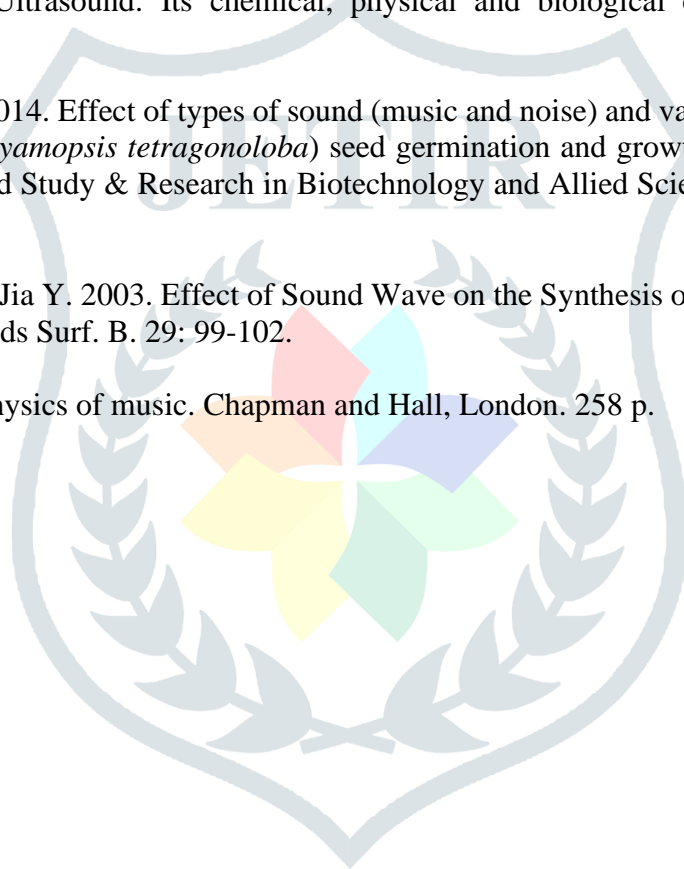 Ultrasound. Its chemical, physical and biological
014. Effect of types of sound (music and noise) and va
yamopsis tetragonoloba) seed germination and grow
d Study & Research in Biotechnology and Allied Scie
JETIR
Jia Y. 2003. Effect of Sound Wave on the Synthesis o
ds Surf. B. 29: 99-102.
ysics of music. Chapman and Hall, London. 258 p.